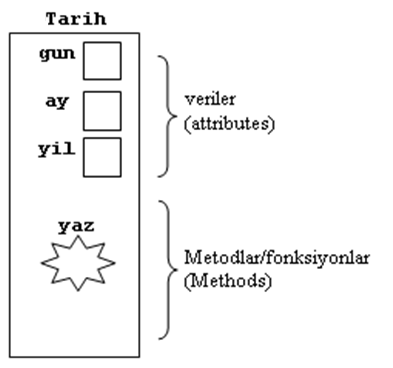 Tarih
gun
ay
yil
veriler
(attributes)
yaz
Metodlar/fonksiyonlar
(Methods)